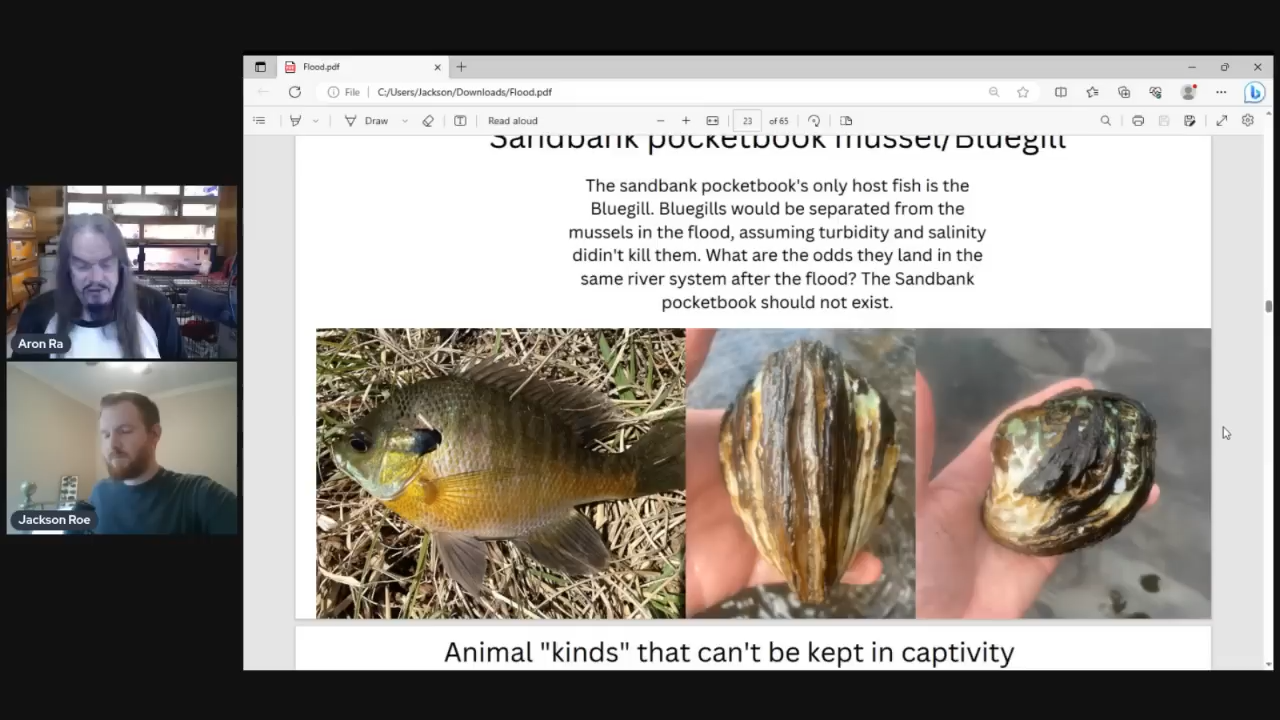 Flood.pdf
File
C:/Users/Jackson/Downloads/Flood.pdf
Draw
Read aloud
23 of 65
Sandbank pocketbook mussel/Bluegill
The sandbank pocketbook's only host fish is the
Bluegill. Bluegills would be separated from the
mussels in the flood, assuming turbidity and salinity
didin't kill them. What are the odds they land in the
same river system after the flood? The Sandbank
pocketbook should not exist.
Aron Ra
Jackson Roe
Animal "kinds" that can't be kept in captivity